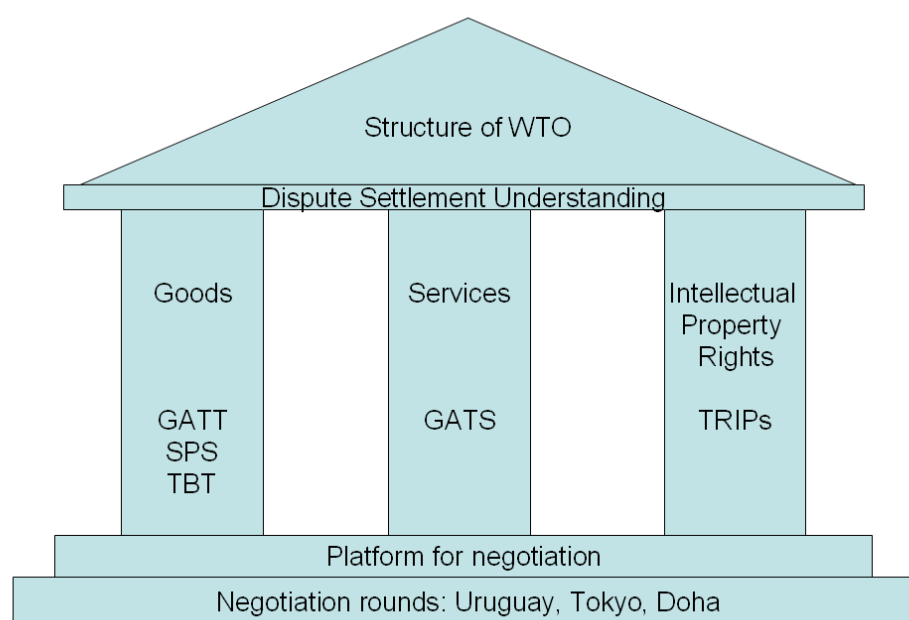 Structure of WTO
Dispute Settlement Understanding
Goods
GATT
SPS
TBT
Services
GATS
Intellectual
Property
Rights
TRIPs
Platform for negotiation
Negotiation rounds: Uruguay, Tokyo, Doha